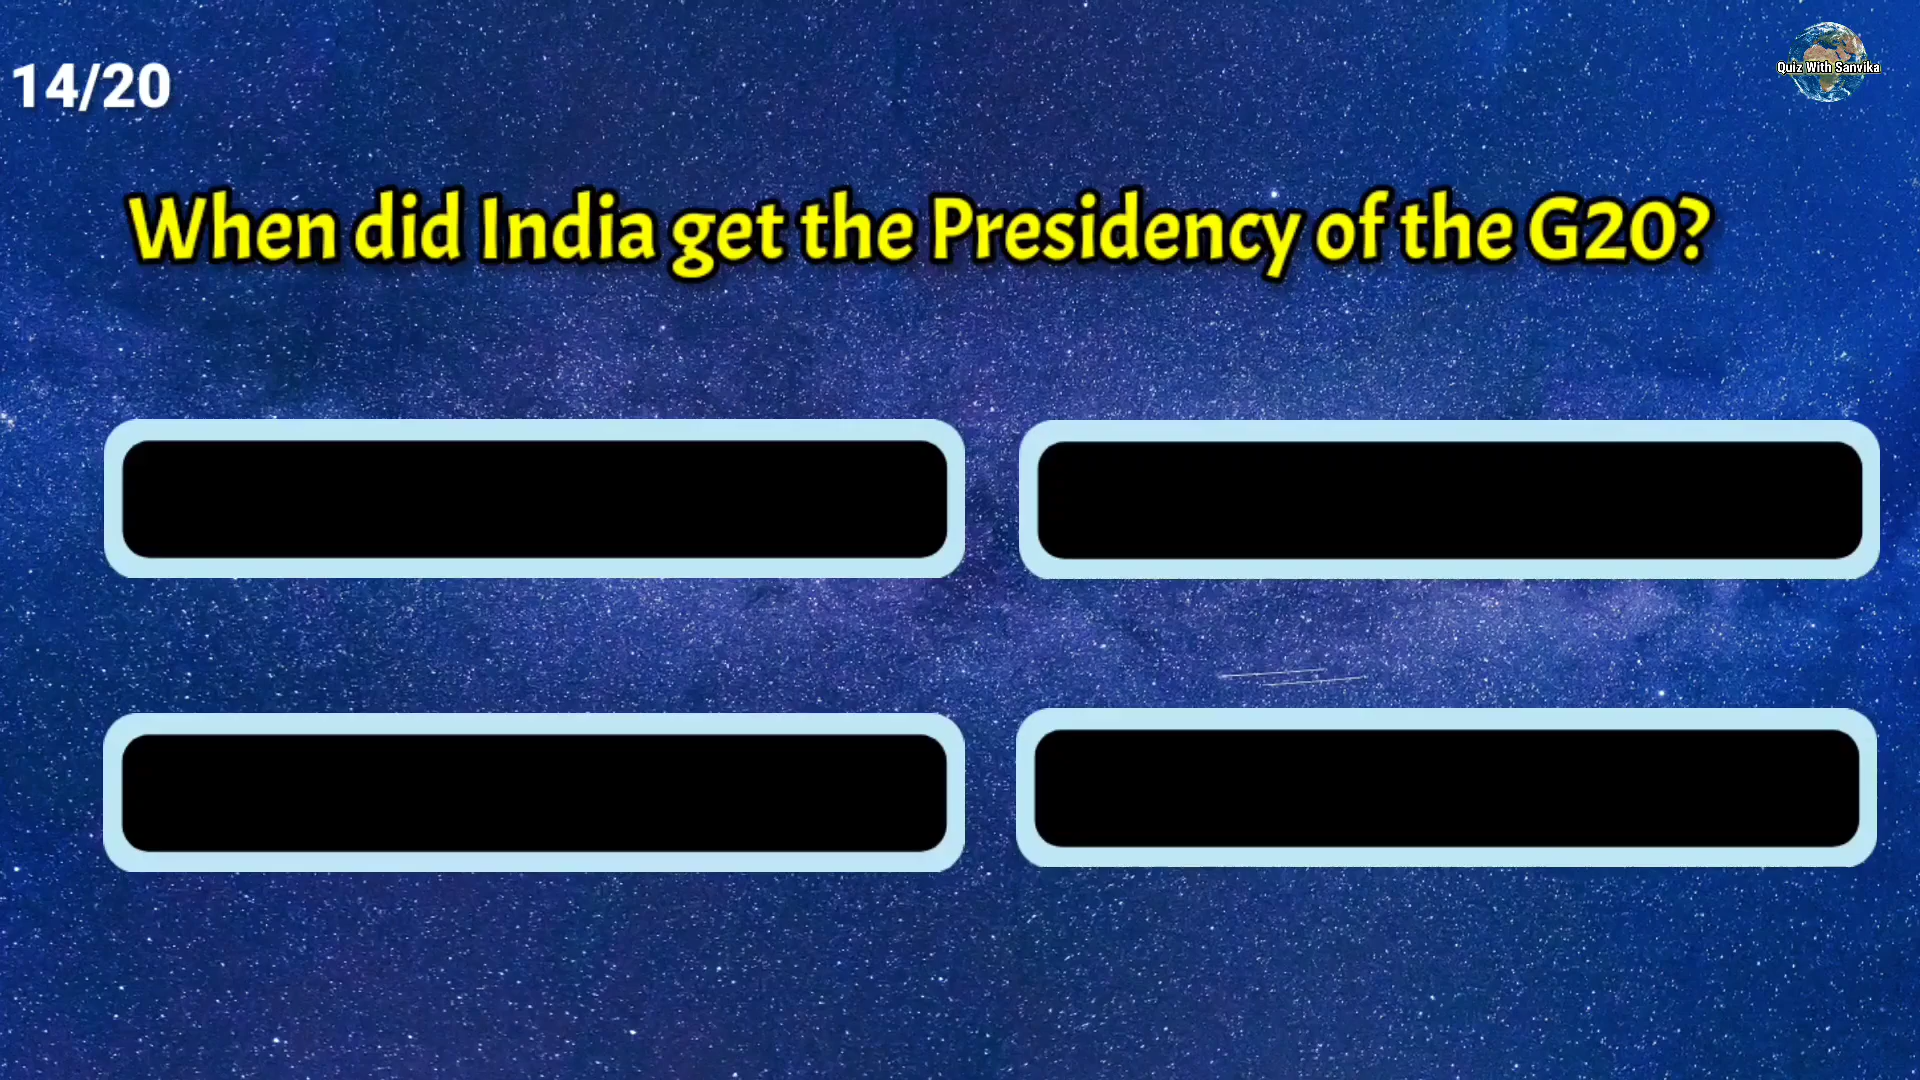 14/20
Quiz With Sanvika
When did India get the Presidency of the G20?